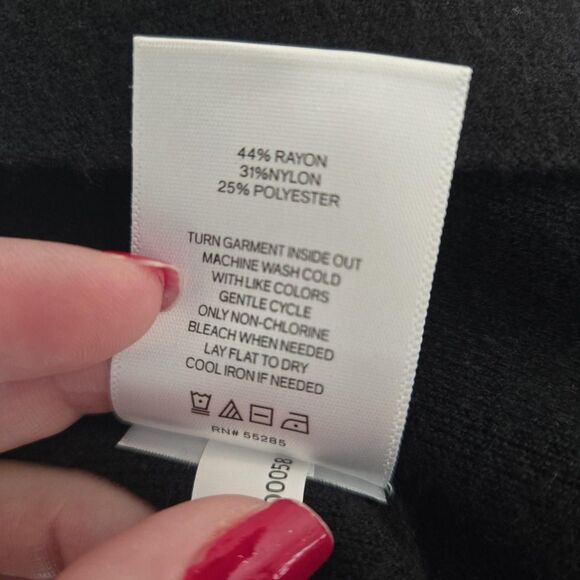 44% RAYON
31%NYLON
25% POLYESTER
TURN GARMENT INSIDE OUT
MACHINE WASH COLD
WITH LIKE COLORS
GENTLE CYCLE
ONLY NON-CHLORINE
BLEACH WHEN NEEDED
LAY FLAT TO DRY
COOL IRON IF NEEDED
RN# 55285
00058